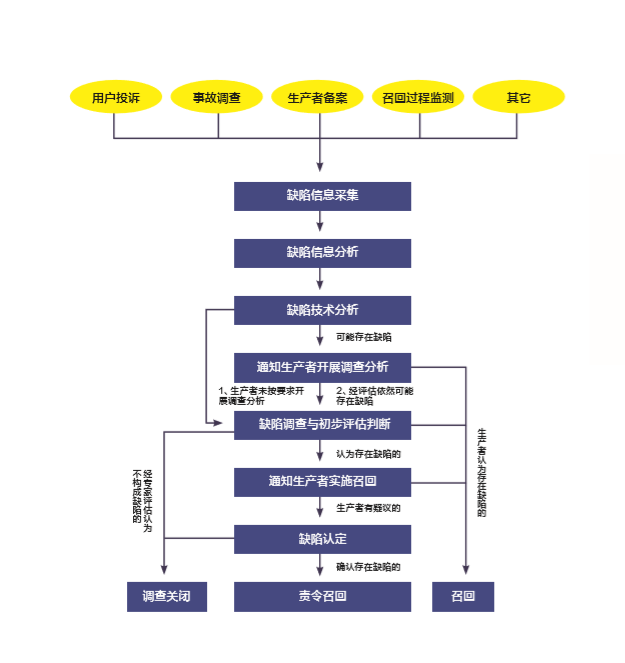 用户投诉
事故调查
生产者备案
召回过程监测
其它
缺陷信息采集
缺陷信息分析
缺陷技术分析
可能存在缺陷
通知生产者开展调查分析
1、生产者未按要求开
展调查分析
2、经评估依然可能
存在缺陷
缺陷调查与初步评估判断
认为存在缺陷的
生产者认为存在缺陷的
经专家评估认为
不构成缺陷的
通知生产者实施召回
生产者有疑议的
缺陷认定
确认存在缺陷的
调查关闭
责令召回
召回